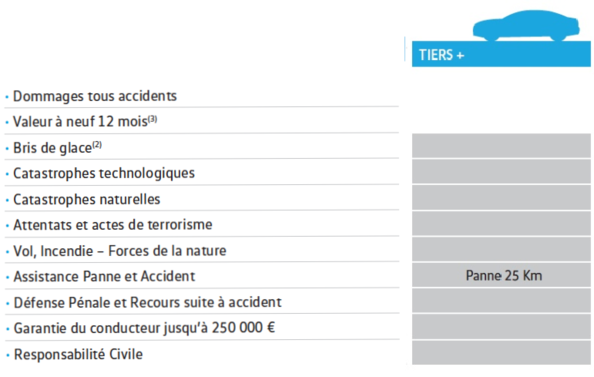 TIERS +
• Dommages tous accidents
• Valeur à neuf 12 mois(3)
• Bris de glace(2)
• Catastrophes technologiques
• Catastrophes naturelles
• Attentats et actes de terrorisme
• Vol, Incendie – Forces de la nature
• Assistance Panne et Accident Panne 25 Km
• Défense Pénale et Recours suite à accident
• Garantie du conducteur jusqu'à 250 000 €
• Responsabilité Civile